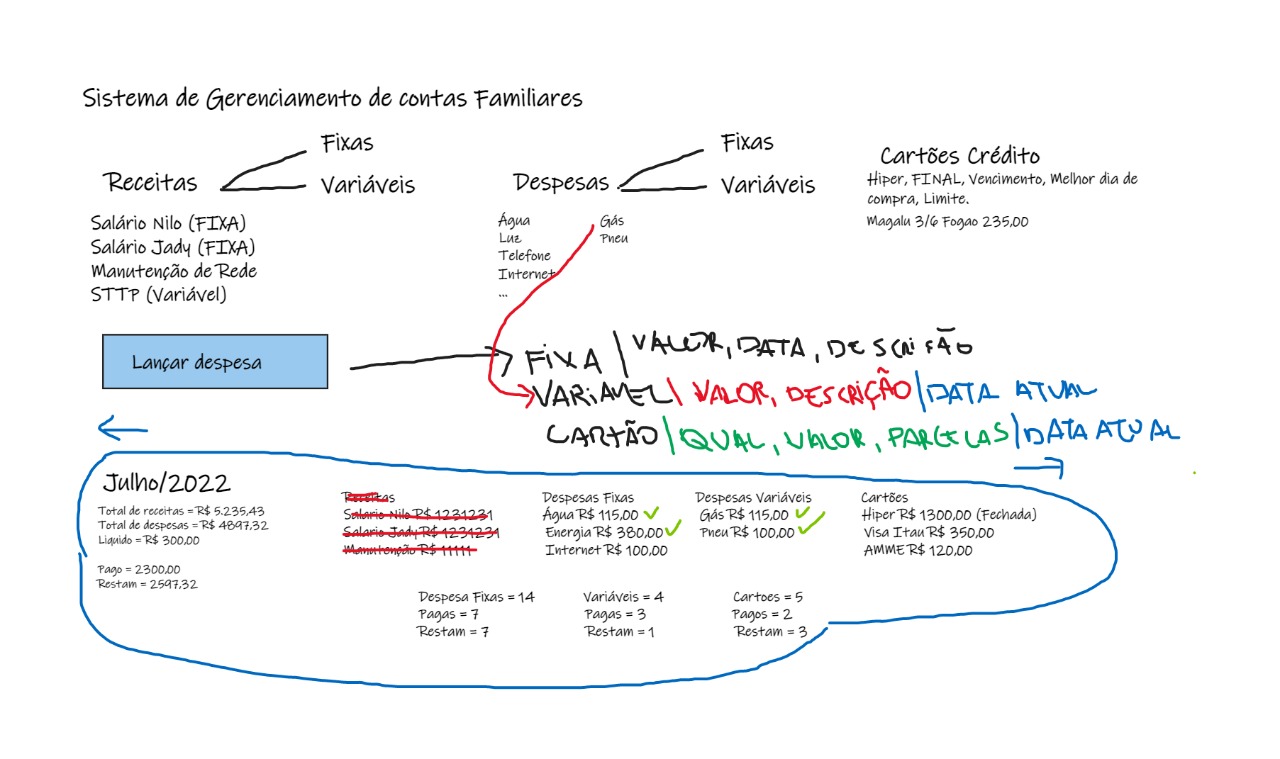 Sistema de Gerenciamento de contas Familiares
Receitas
Fixas
Variáveis
Salário Nilo (FIXA)
Salário Jady (FIXA)
Manutenção de Rede
STTP (Variável)
Despesas
Fixas
Variáveis
Água
Luz
Telefone
Internet
...
Gás
Pneu
Cartões Crédito
Hiper, FINAL, Vencimento, Melhor dia de
compra, Limite.
Magalu 3/6 Fogao 235,00
Lançar despesa
FIXA | VALOR, DATA, DESCRIÇÃO
VARIAVEL | VALOR, DESCRIÇÃO | DATA ATUAL
CARTÃO | QUAL, VALOR, PARCELAS | DATA ATUAL
Julho/2022
Total de receitas = R$ 5.235,43
Total de despesas = R$ 4897,32
Liquido = R$ 300,00
Pago = 2300,00
Restam = 2597,32
Receitas
Salario Nilo R$ 1231231
Salario Jady R$ 1231231
Manutenção R$ 11111
Despesas Fixas
Água R$ 115,00
Energia R$ 380,00
Internet R$ 100,00
Despesas Variáveis
Gás R$ 115,00
Pneu R$ 100,00
Cartões
Hiper R$ 1300,00 (Fechada)
Visa Itau R$ 350,00
AMME R$ 120,00
Despesa Fixas = 14
Pagas = 7
Restam = 7
Variáveis = 4
Pagas = 3
Restam = 1
Cartoes = 5
Pagos = 2
Restam = 3